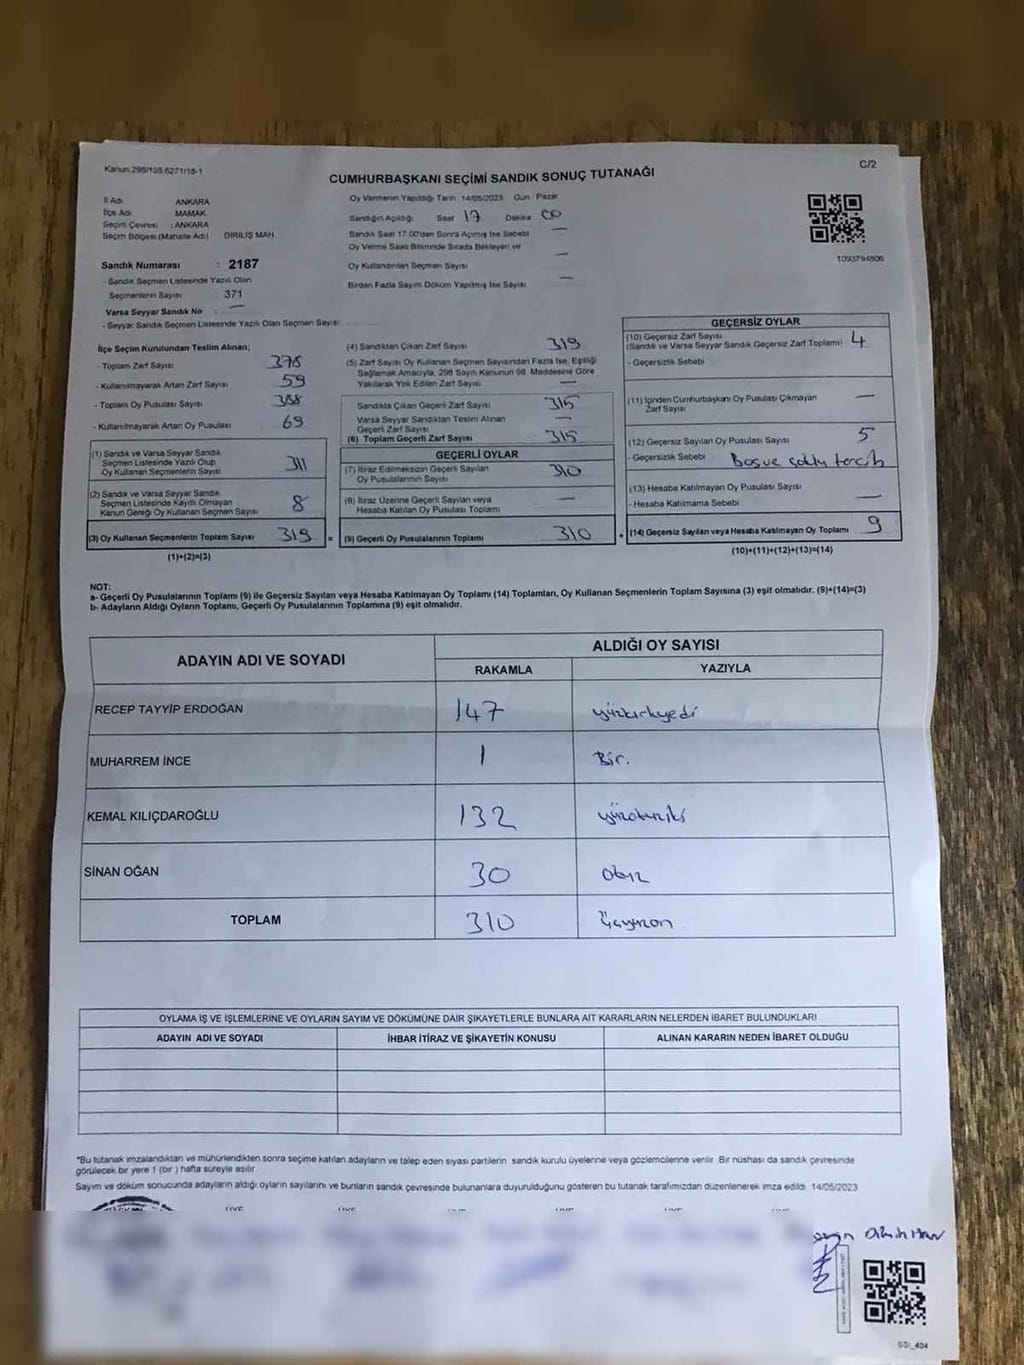 Kanun,298/105,6271/18-1
C/2
CUMHURBAŞKANI SEÇİMİ SANDIK SONUÇ TUTANAĞI
İl Adı ANKARA
İlçe Adı MAMAK
Seçim Çevresi : ANKARA
Seçim Bölgesi (Mahalle Adı) DİRİLİŞ MAH.
Sandık Numarası : 2187
- Sandık Seçmen Listesinde Yazılı Olan
Seçmenlerin Sayısı : 371
Varsa Seyyar Sandık No :
- Seyyar Sandık Seçmen Listesinde Yazılı Olan Seçmen Sayısı
Oy Vermenin Yapıldığı Tarih: 14/05/2023 Gün : Pazar
Sandığın Açıldığı Saat 17 Dakika 00
Sandık Saat 17.00'den Sonra Açılmış İse Sebebi —
Oy Verme Saati Bitiminde Sırada Bekleyen ve
Oy Kullandırılan Seçmen Sayısı —
Birden Fazla Sayım Döküm Yapılmış İse Sayısı —
1093794806
İlçe Seçim Kurulundan Teslim Alınan;
- Toplam Zarf Sayısı 378
- Kullanılmayarak Artan Zarf Sayısı 59
- Toplam Oy Pusulası Sayısı 388
- Kullanılmayarak Artan Oy Pusulası 69
(1) Sandık ve Varsa Seyyar Sandık
Seçmen Listesinde Yazılı Olup
Oy Kullanan Seçmenlerin Sayısı 311
(2) Sandık ve Varsa Seyyar Sandık
Seçmen Listesinde Kayıtlı Olmayan
Kanun Gereği Oy Kullanan Seçmen Sayısı 8
(3) Oy Kullanan Seçmenlerin Toplam Sayısı 319
(1)+(2)=(3)
(4) Sandıktan Çıkan Zarf Sayısı 319
(5) Zarf Sayısı Oy Kullanan Seçmen Sayısından Fazla İse, Eşitliği
Sağlamak Amacıyla, 298 Sayılı Kanunun 98. Maddesine Göre
Yakılarak Yok Edilen Zarf Sayısı —
Sandıkta Çıkan Geçerli Zarf Sayısı 315
Varsa Seyyar Sandıktan Teslim Alınan
Geçerli Zarf Sayısı —
(6) Toplam Geçerli Zarf Sayısı 315
GEÇERLİ OYLAR
(7) İtiraz Edilmeksizin Geçerli Sayılan
Oy Pusulalarının Sayısı 310
(8) İtiraz Üzerine Geçerli Sayılan veya
Hesaba Katılan Oy Pusulası Toplamı —
= (9) Geçerli Oy Pusulalarının Toplamı 310
GEÇERSİZ OYLAR
(10) Geçersiz Zarf Sayısı
(Sandık ve Varsa Seyyar Sandık Geçersiz Zarf Toplamı) 4
- Geçersizlik Sebebi
(11) İçinden Cumhurbaşkanı Oy Pusulası Çıkmayan
Zarf Sayısı —
(12) Geçersiz Sayılan Oy Pusulası Sayısı 5
- Geçersizlik Sebebi Boş ve çoklu tercih
(13) Hesaba Katılmayan Oy Pusulası Sayısı
- Hesaba Katılmama Sebebi —
+ (14) Geçersiz Sayılan veya Hesaba Katılmayan Oy Toplamı 9
(10)+(11)+(12)+(13)=(14)
NOT:
a- Geçerli Oy Pusulalarının Toplamı (9) ile Geçersiz Sayılan veya Hesaba Katılmayan Oy Toplamı (14) Toplamları, Oy Kullanan Seçmenlerin Toplam Sayısına (3) eşit olmalıdır. (9)+(14)=(3)
b- Adayların Aldığı Oyların Toplamı, Geçerli Oy Pusulalarının Toplamına (9) eşit olmalıdır.
ADAYIN ADI VE SOYADI
ALDIĞI OY SAYISI
RAKAMLA YAZIYLA
RECEP TAYYİP ERDOĞAN 147 yüzkırkyedi
MUHARREM İNCE 1 Bir.
KEMAL KILIÇDAROĞLU 132 yüzotuziki
SİNAN OĞAN 30 otuz
TOPLAM 310 üçyüzon
OYLAMA İŞ VE İŞLEMLERİNE VE OYLARIN SAYIM VE DÖKÜMÜNE DAİR ŞİKAYETLERLE BUNLARA AİT KARARLARIN NELERDEN İBARET BULUNDUKLARI
ADAYIN ADI VE SOYADI İHBAR İTİRAZ VE ŞİKAYETİN KONUSU ALINAN KARARIN NEDEN İBARET OLDUĞU
*Bu tutanak imzalandıktan ve mühürlendikten sonra seçime katılan adayların ve talep eden siyasi partilerin sandık kurulu üyelerine veya gözlemcilerine verilir. Bir nüshası da sandık çevresinde
görülecek bir yere 1 (bir ) hafta süreyle asılır.
Sayım ve döküm sonucunda adayların aldığı oyların sayılarını ve bunların sandık çevresinde bulunanlara duyurulduğunu gösteren bu tutanak tarafımızdan düzenlenerek imza edildi. 14/05/2023
ÜYE ÜYE ÜYE ÜYE ÜYE